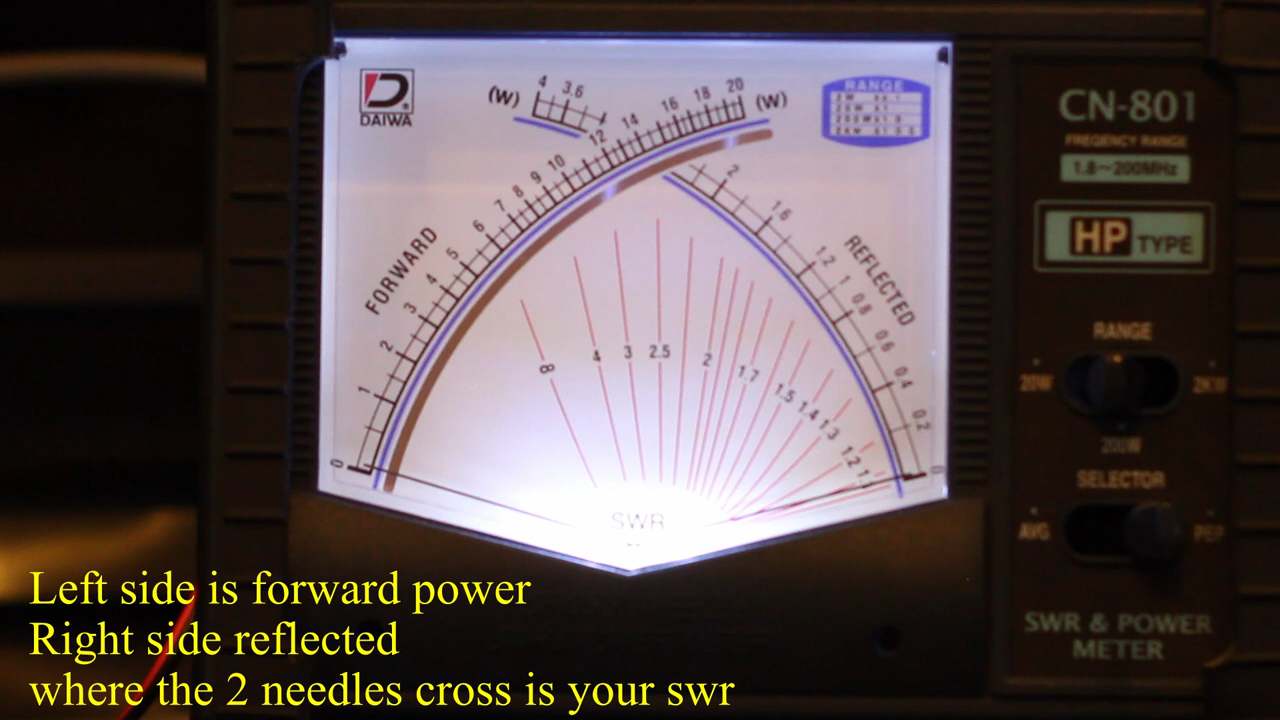 DAIWA
(W) 4 3.6
12 14 16 18 20 (W)
RANGE
CN-801
FREQENCY RANGE
1.8~200MHz
HP TYPE
FORWARD
0 1 2 3 4 5 6 7 8 9 10
REFLECTED
2 1.6 1.2 1 0.8 0.6 0.4 0.2 0
8 4 3 2.5 2 1.7 1.5 1.4 1.3 1.2 1.1
SWR
RANGE
20W 2KW
200W
SELECTOR
AVG PEP
SWR & POWER
METER
Left side is forward power
Right side reflected
where the 2 needles cross is your swr